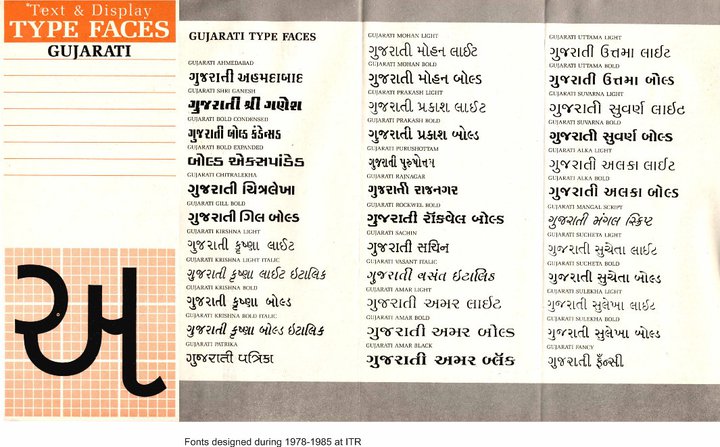 Text & Display
TYPE FACES
GUJARATI
અ
GUJARATI TYPE FACES
GUJARATI AHMEDABAD
ગુજરાતી અહમદાબાદ
GUJARATI SHRI GANESH
ગુજરાતી શ્રી ગણેશ
GUJARATI BOLD CONDENSED
ગુજરાતી બોલ્ડ કંડેન્સડ
GUJARATI BOLD EXPANDED
બોલ્ડ એક્સપાંડેડ
GUJARATI CHITRALEKHA
ગુજરાતી ચિત્રલેખા
GUJARATI GILL BOLD
ગુજરાતી ગિલ બોલ્ડ
GUJARATI KIRSHNA LIGHT
ગુજરાતી કૃષ્ણા લાઈટ
GUJARATI KRISHNA LIGHT ITALIC
ગુજરાતી કૃષ્ણા લાઈટ ઇટાલિક
GUJARATI KRISHNA BOLD
ગુજરાતી કૃષ્ણા બોલ્ડ
GUJARATI KRISHNA BOLD ITALIC
ગુજરાતી કૃષ્ણા બોલ્ડ ઇટાલિક
GUJARATI PATRIKA
ગુજરાતી પત્રિકા
GUJARATI MOHAN LIGHT
ગુજરાતી મોહન લાઈટ
GUJARATI MOHAN BOLD
ગુજરાતી મોહન બોલ્ડ
GUJARATI PRAKASH LIGHT
ગુજરાતી પ્રકાશ લાઈટ
GUJARATI PRAKASH BOLD
ગુજરાતી પ્રકાશ બોલ્ડ
GUJARATI PURUSHOTTAM
ગુજરાતી પુરુષોત્તમ
GUJARATI RAJNAGAR
ગુજરાતી રાજનગર
GUJARATI ROCKWEL BOLD
ગુજરાતી રૉકવેલ બોલ્ડ
GUJARATI SACHIN
ગુજરાતી સચિન
GUJARATI VASANT ITALIC
ગુજરાતી વસંત ઇટાલિક
GUJARATI AMAR LIGHT
ગુજરાતી અમર લાઈટ
GUJARATI AMAR BOLD
ગુજરાતી અમર બોલ્ડ
GUJARATI AMAR BLACK
ગુજરાતી અમર બ્લૅક
GUJARATI UTTAMA LIGHT
ગુજરાતી ઉત્તમા લાઈટ
GUJARATI UTTAMA BOLD
ગુજરાતી ઉત્તમા બોલ્ડ
GUJARATI SUVARNA LIGHT
ગુજરાતી સુવર્ણ લાઈટ
GUJARATI SUVARNA BOLD
ગુજરાતી સુવર્ણ બોલ્ડ
GUJARATI ALKA LIGHT
ગુજરાતી અલકા લાઈટ
GUJARATI ALKA BOLD
ગુજરાતી અલકા બોલ્ડ
GUJARATI MANGAL SCRIPT
ગુજરાતી મંગલ સ્ક્રિપ્ટ
GUJARATI SUCHETA LIGHT
ગુજરાતી સુચેતા લાઈટ
GUJARATI SUCHETA BOLD
ગુજરાતી સુચેતા બોલ્ડ
GUJARATI SULEKHA LIGHT
ગુજરાતી સુલેખા લાઈટ
GUJARATI SULEKHA BOLD
ગુજરાતી સુલેખા બોલ્ડ
GUJARATI FANCY
ગુજરાતી ફૅન્સી
Fonts designed during 1978-1985 at ITR